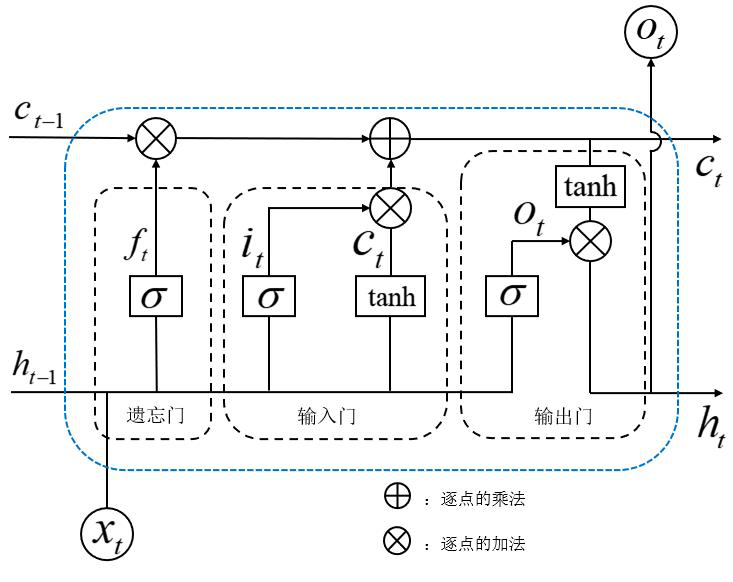 o_t
c_{t-1}
c_t
tanh
f_t
i_t
c_t
o_t
σ
σ
tanh
σ
h_{t-1}
遗忘门
输入门
输出门
h_t
x_t
⊕ ：逐点的乘法
⊗ ：逐点的加法